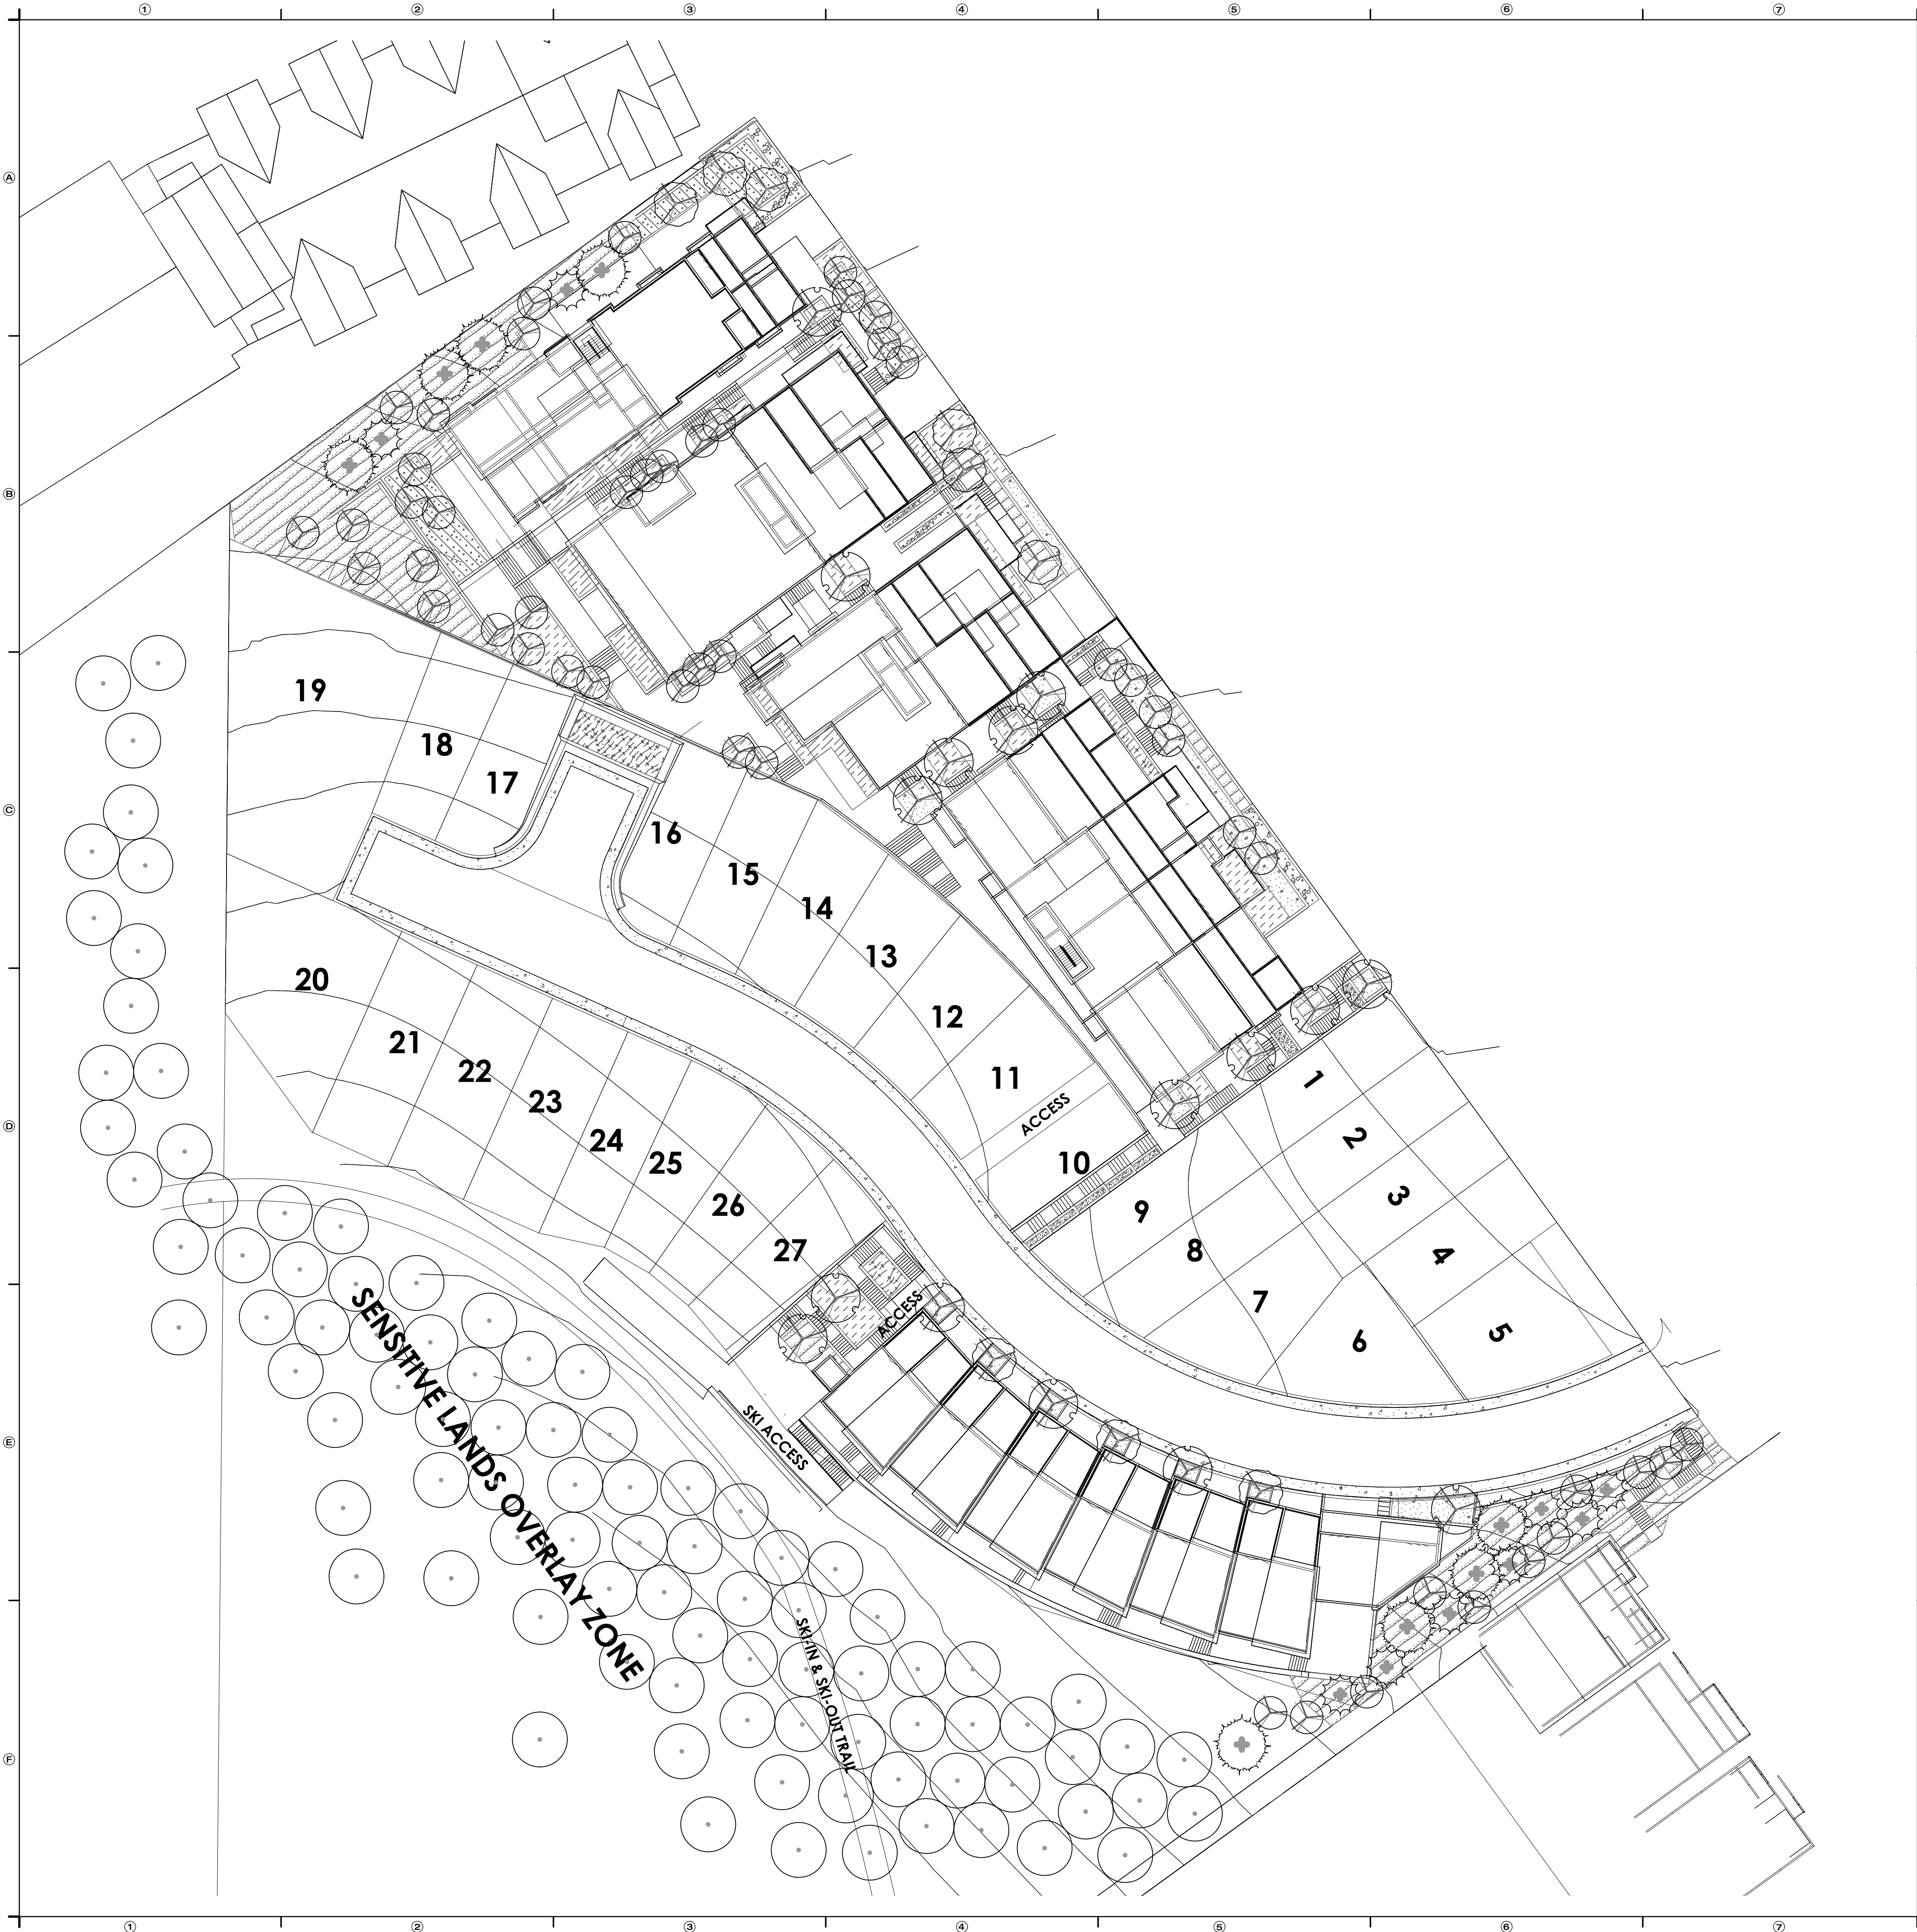 1 2 3 4 5 6 7
A
B
19
18
17
C
16
15
14
13
20
12
21
11
1
22
ACCESS
23
D
2
24
25
10
3
26
9
27
8
4
7
ACCESS
SENSITIVE LANDS OVERLAY ZONE
5
6
SKI ACCESS
E
SKI-IN & SKI-OUT TRAIL
F
1 2 3 4 5 6 7